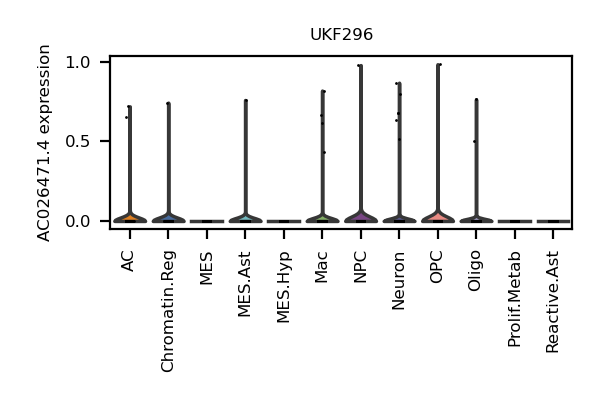 UKF296
AC026471.4 expression
1.0
0.5
0.0
AC
Chromatin.Reg
MES
MES.Ast
MES.Hyp
Mac
NPC
Neuron
OPC
Oligo
Prolif.Metab
Reactive.Ast